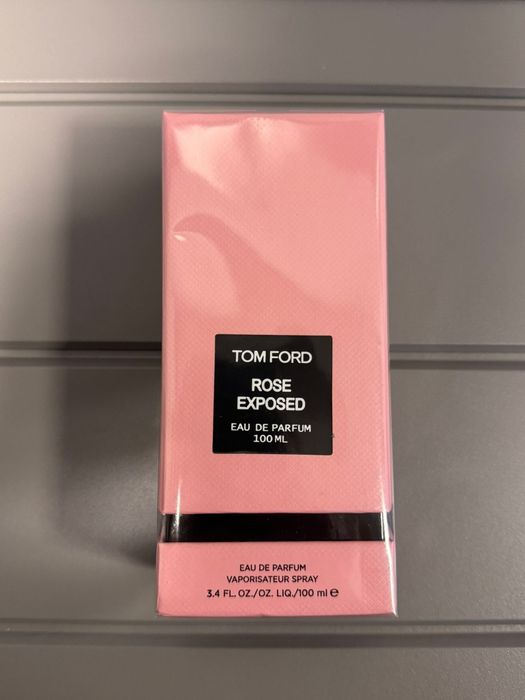 TOM FORD
ROSE
EXPOSED
EAU DE PARFUM
100 ML
EAU DE PARFUM
VAPORISATEUR SPRAY
3.4 FL. OZ./OZ. LIQ./100 ml ℮